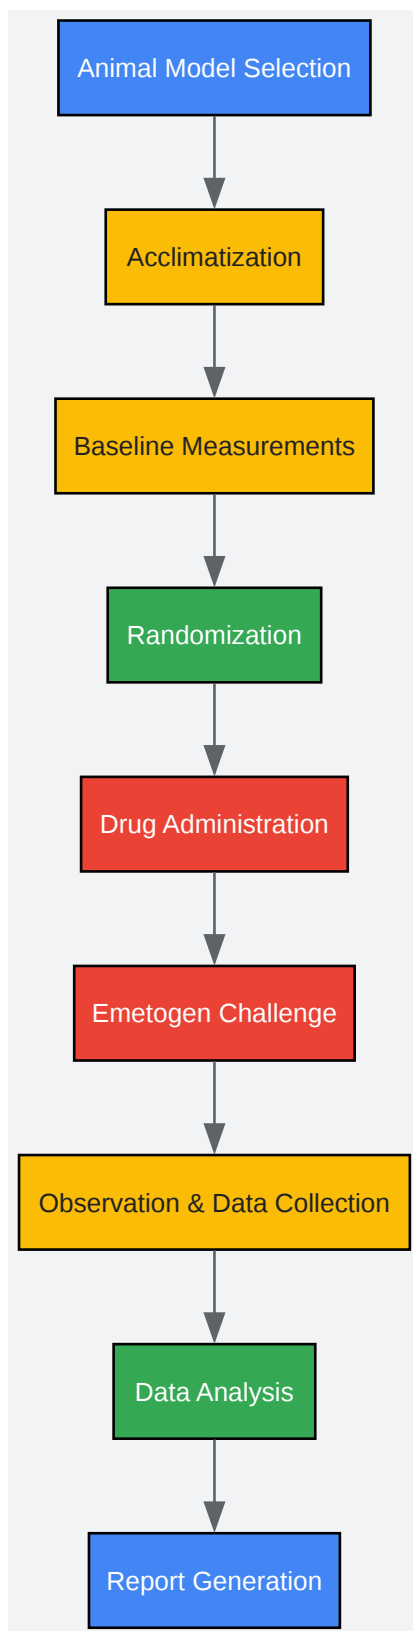 Animal Model Selection
Acclimatization
Baseline Measurements
Randomization
Drug Administration
Emetogen Challenge
Observation & Data Collection
Data Analysis
Report Generation